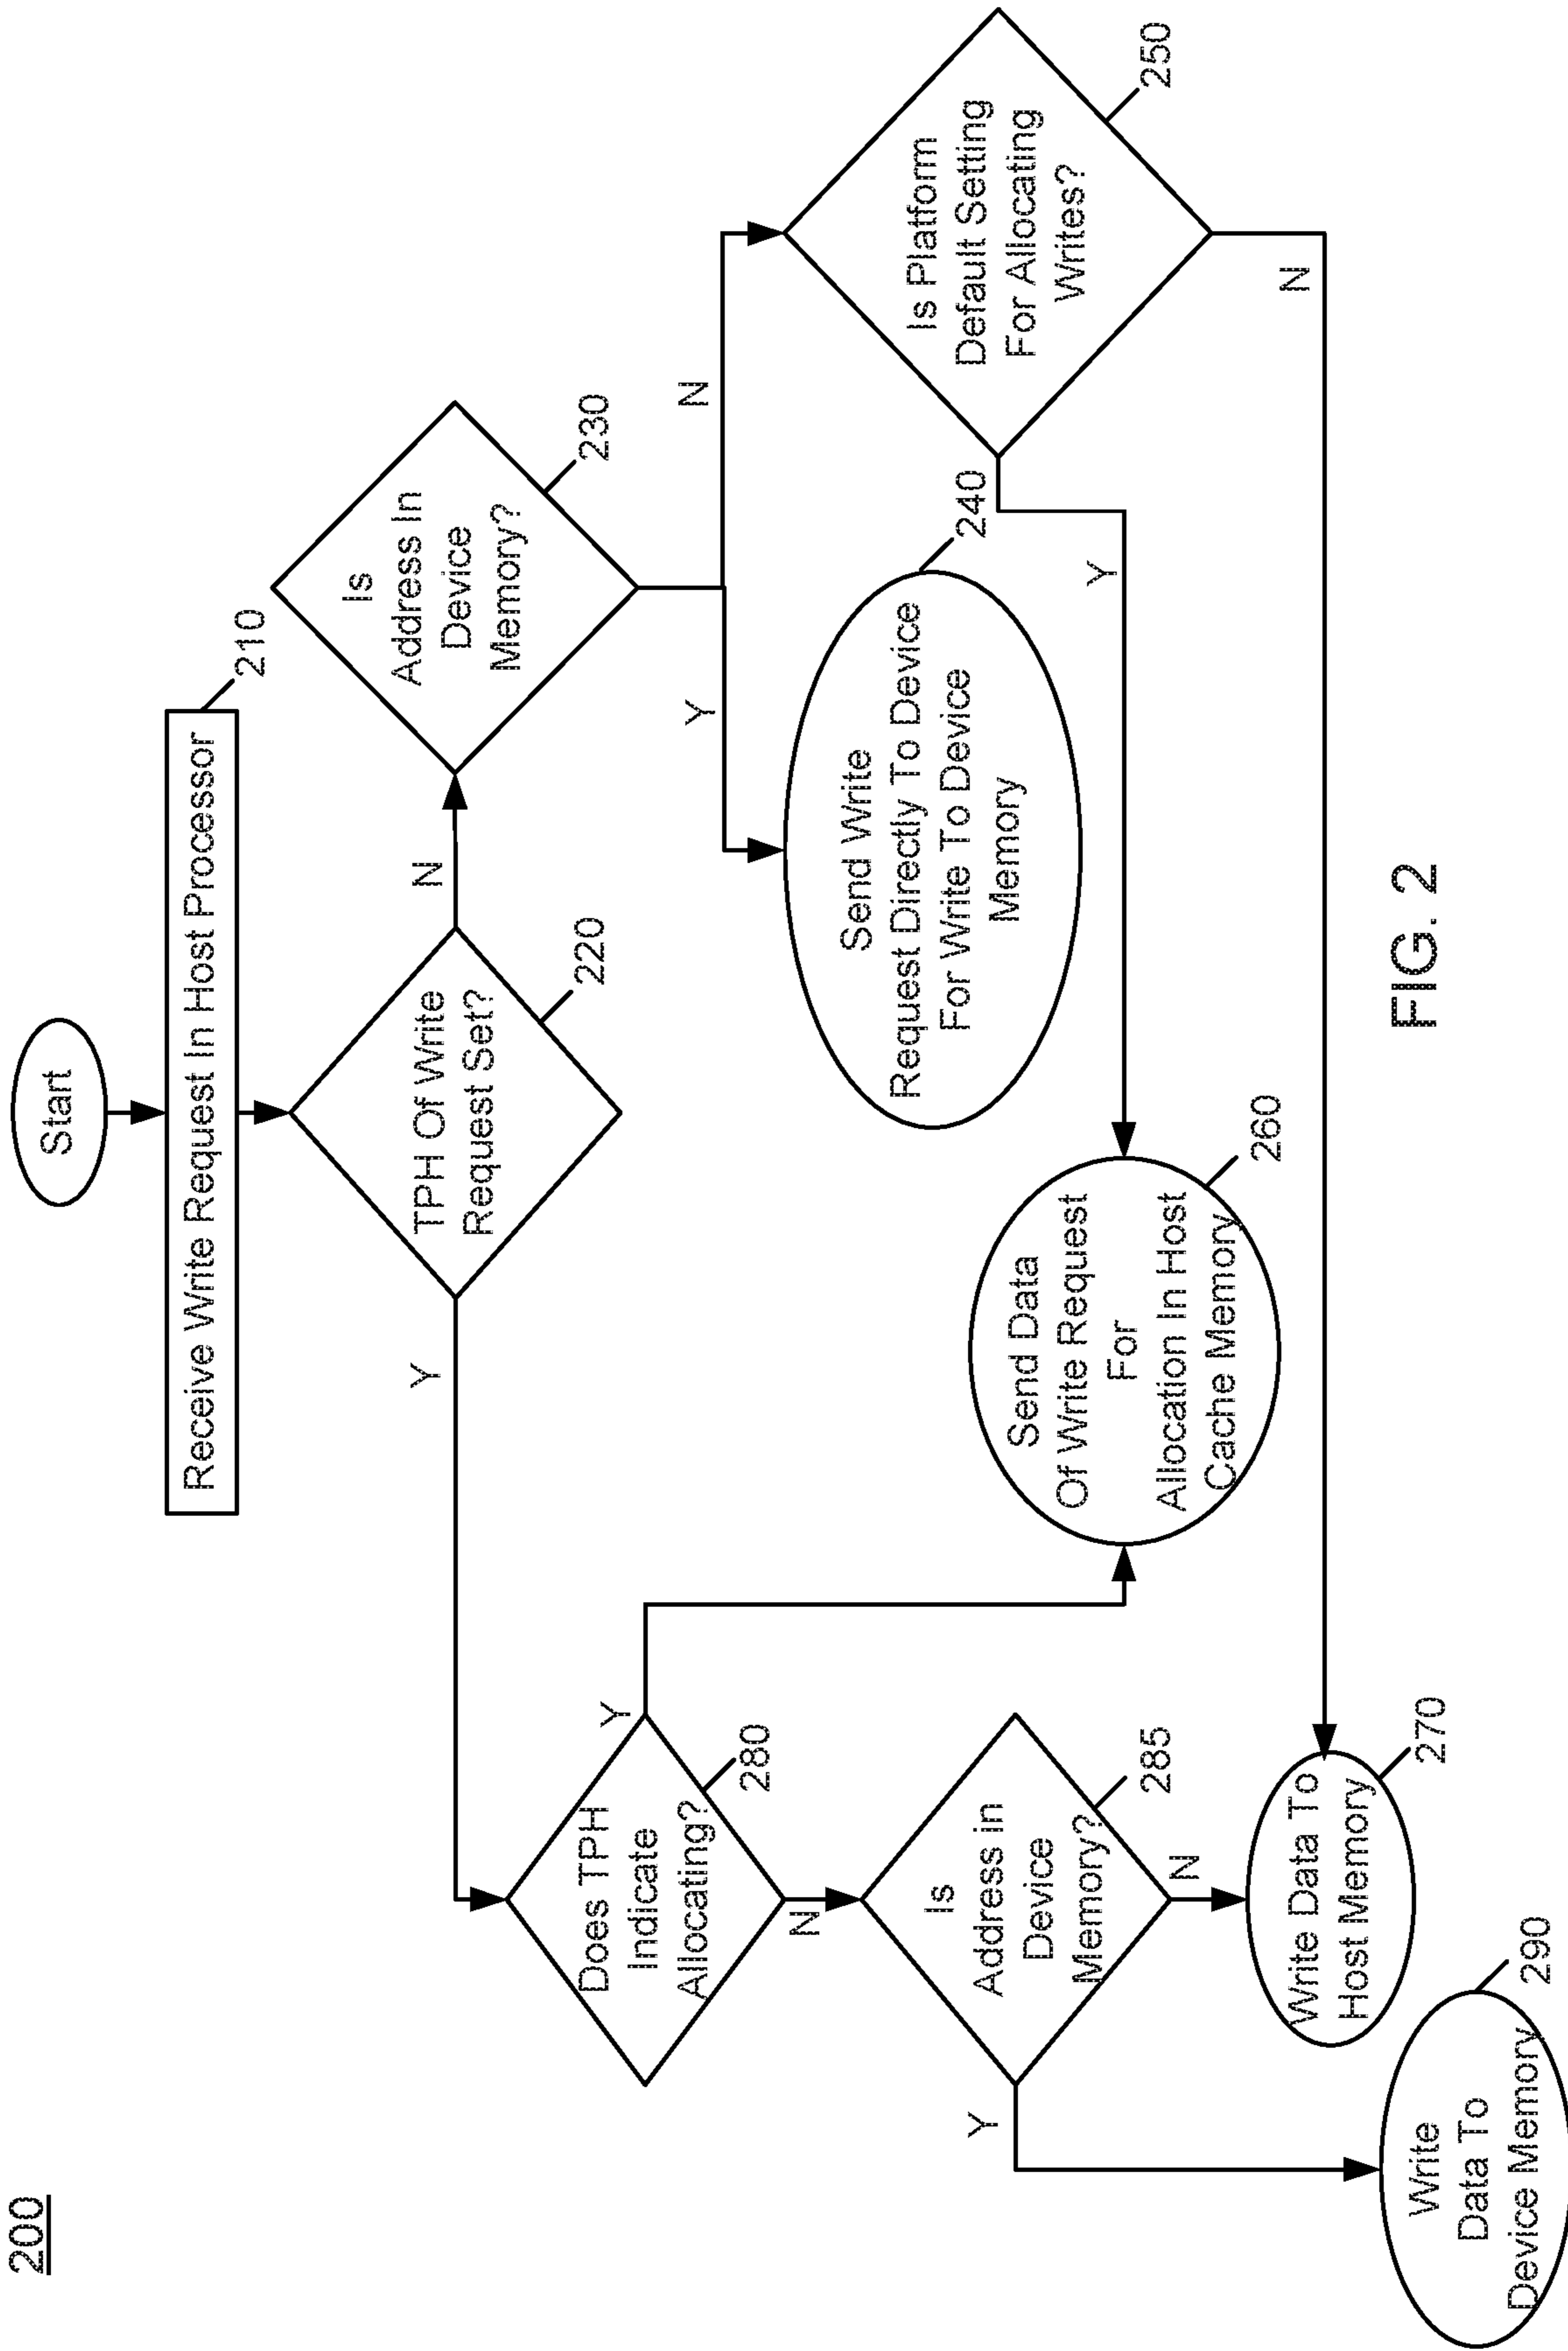 200
Start
Receive Write Request In Host Processor
210
TPH Of Write
Request Set?
220
Y
N
Is
Address In
Device
Memory?
230
Y
N
Send Write
Request Directly To Device
For Write To Device
Memory
240
Is Platform
Default Setting
For Allocating
Writes?
250
Y
N
Does TPH
Indicate
Allocating?
280
Y
N
Send Data
Of Write Request
For
Allocation In Host
Cache Memory
260
Is
Address in
Device
Memory?
285
Y
N
Write Data To
Host Memory
270
Write
Data To
Device Memory
290
FIG. 2